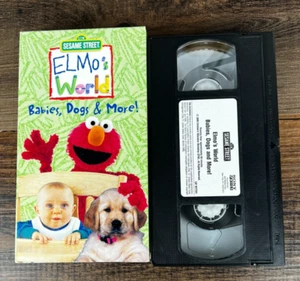 SESAME STREET
ELMO's
World
Babies, Dogs & More!
Elmo's World
Babies, Dogs and More!
SESAME STREET